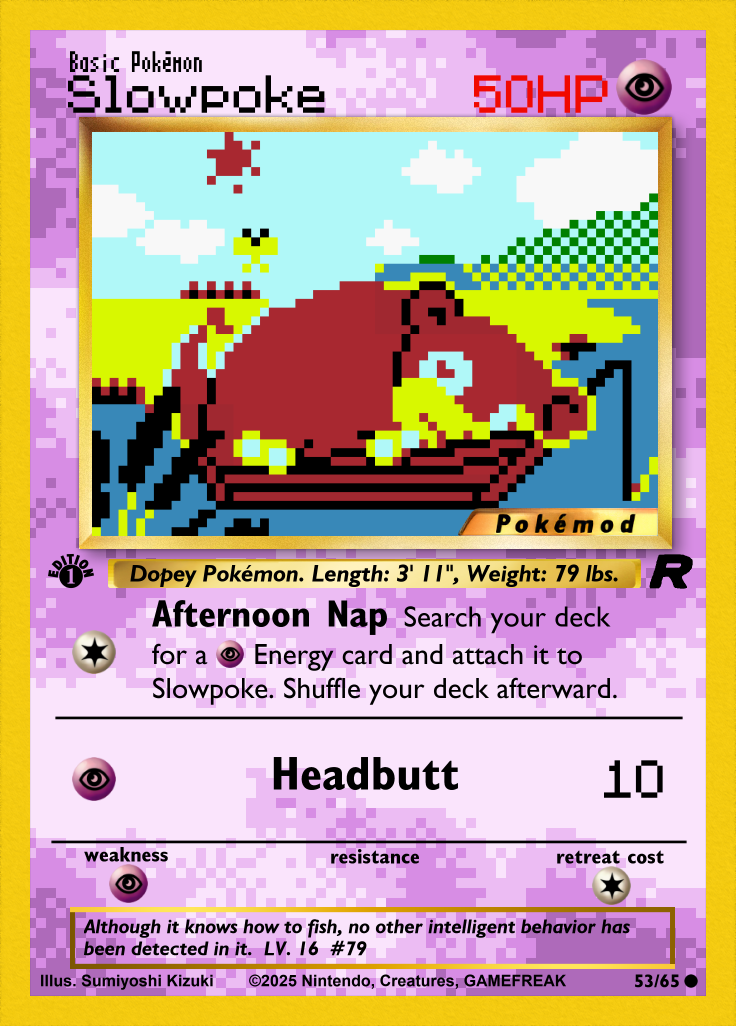 Basic Pokémon
Slowpoke 50HP
Pokémod
EDITION 1
Dopey Pokémon. Length: 3' 11", Weight: 79 lbs.
R
Afternoon Nap Search your deck
for a Energy card and attach it to
Slowpoke. Shuffle your deck afterward.
Headbutt 10
weakness resistance retreat cost
Although it knows how to fish, no other intelligent behavior has
been detected in it. LV. 16 #79
Illus. Sumiyoshi Kizuki ©2025 Nintendo, Creatures, GAMEFREAK 53/65